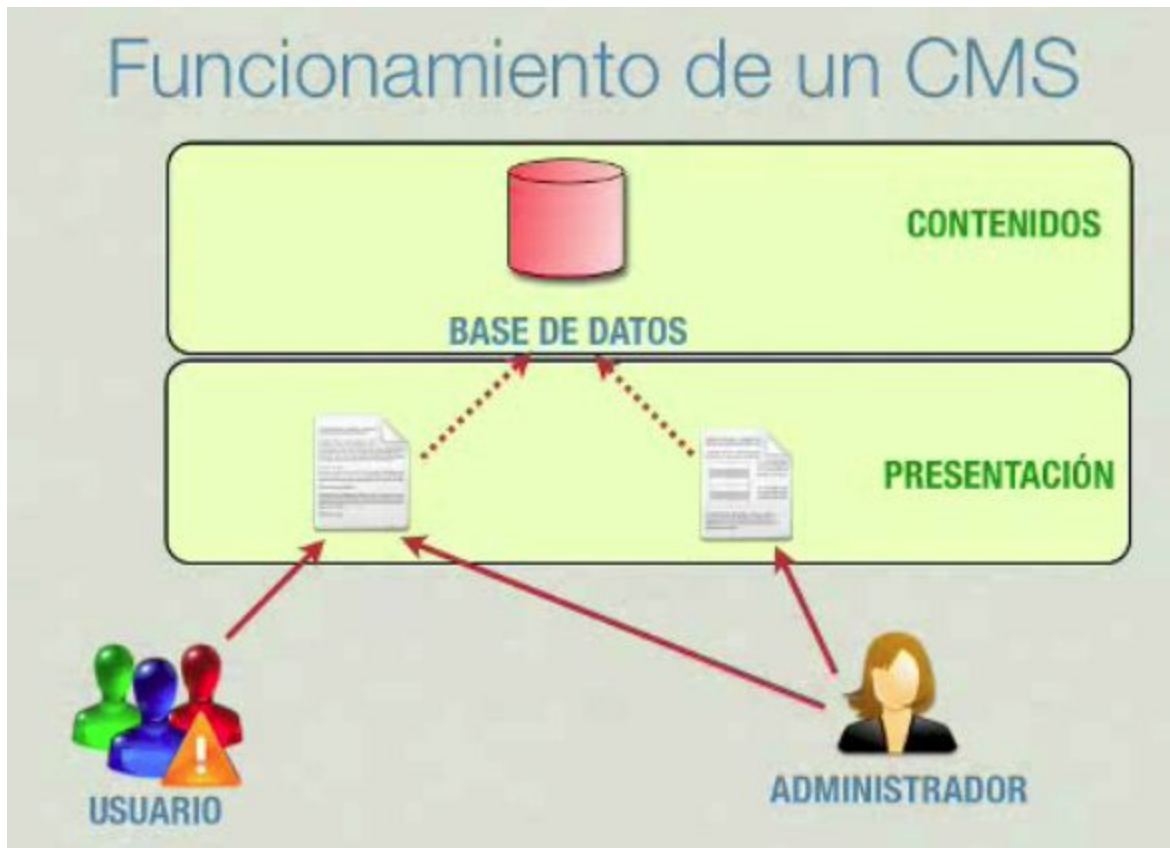 Funcionamiento de un CMS
CONTENIDOS
BASE DE DATOS
PRESENTACIÓN
USUARIO
ADMINISTRADOR